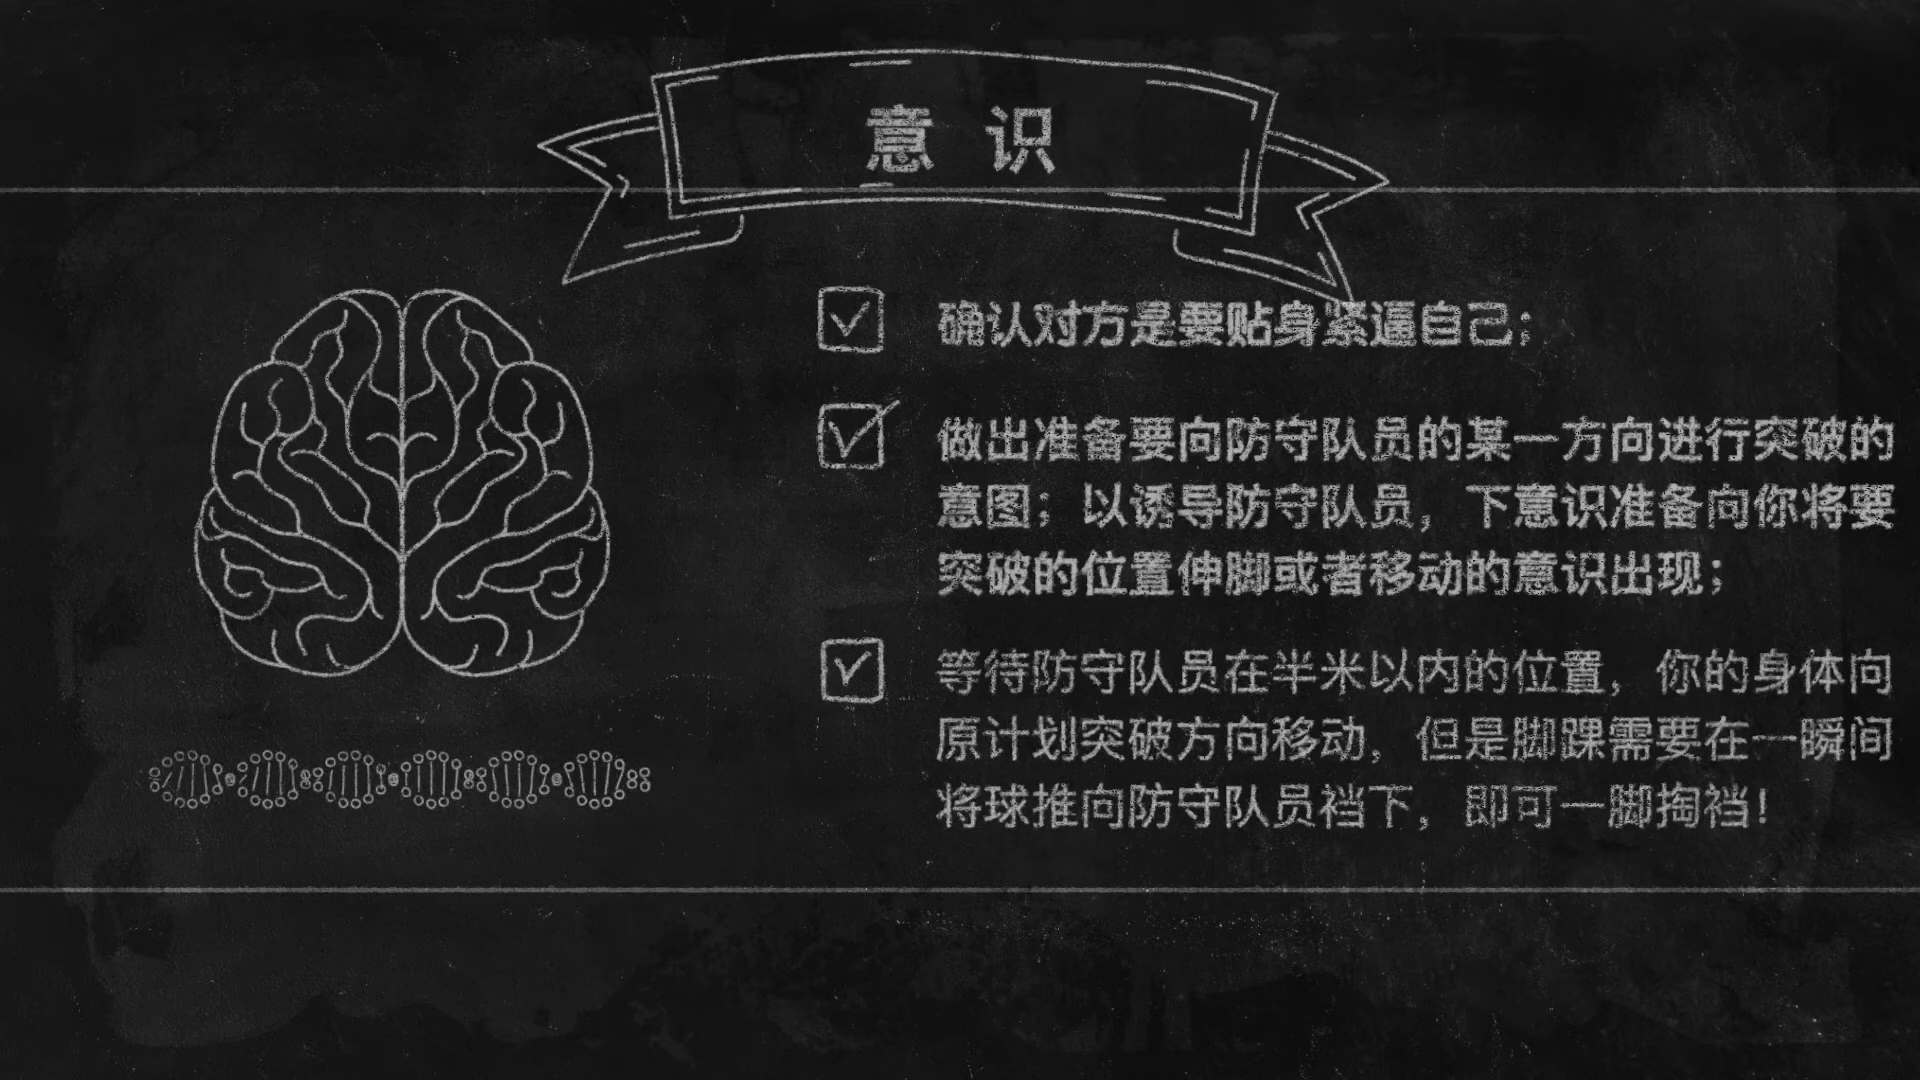 意 识
确认对方是要贴身紧逼自己；
做出准备要向防守队员的某一方向进行突破的
意图；以诱导防守队员，下意识准备向你将要
突破的位置伸脚或者移动的意识出现；
等待防守队员在半米以内的位置，你的身体向
原计划突破方向移动，但是脚踝需要在一瞬间
将球推向防守队员裆下，即可一脚掏裆！